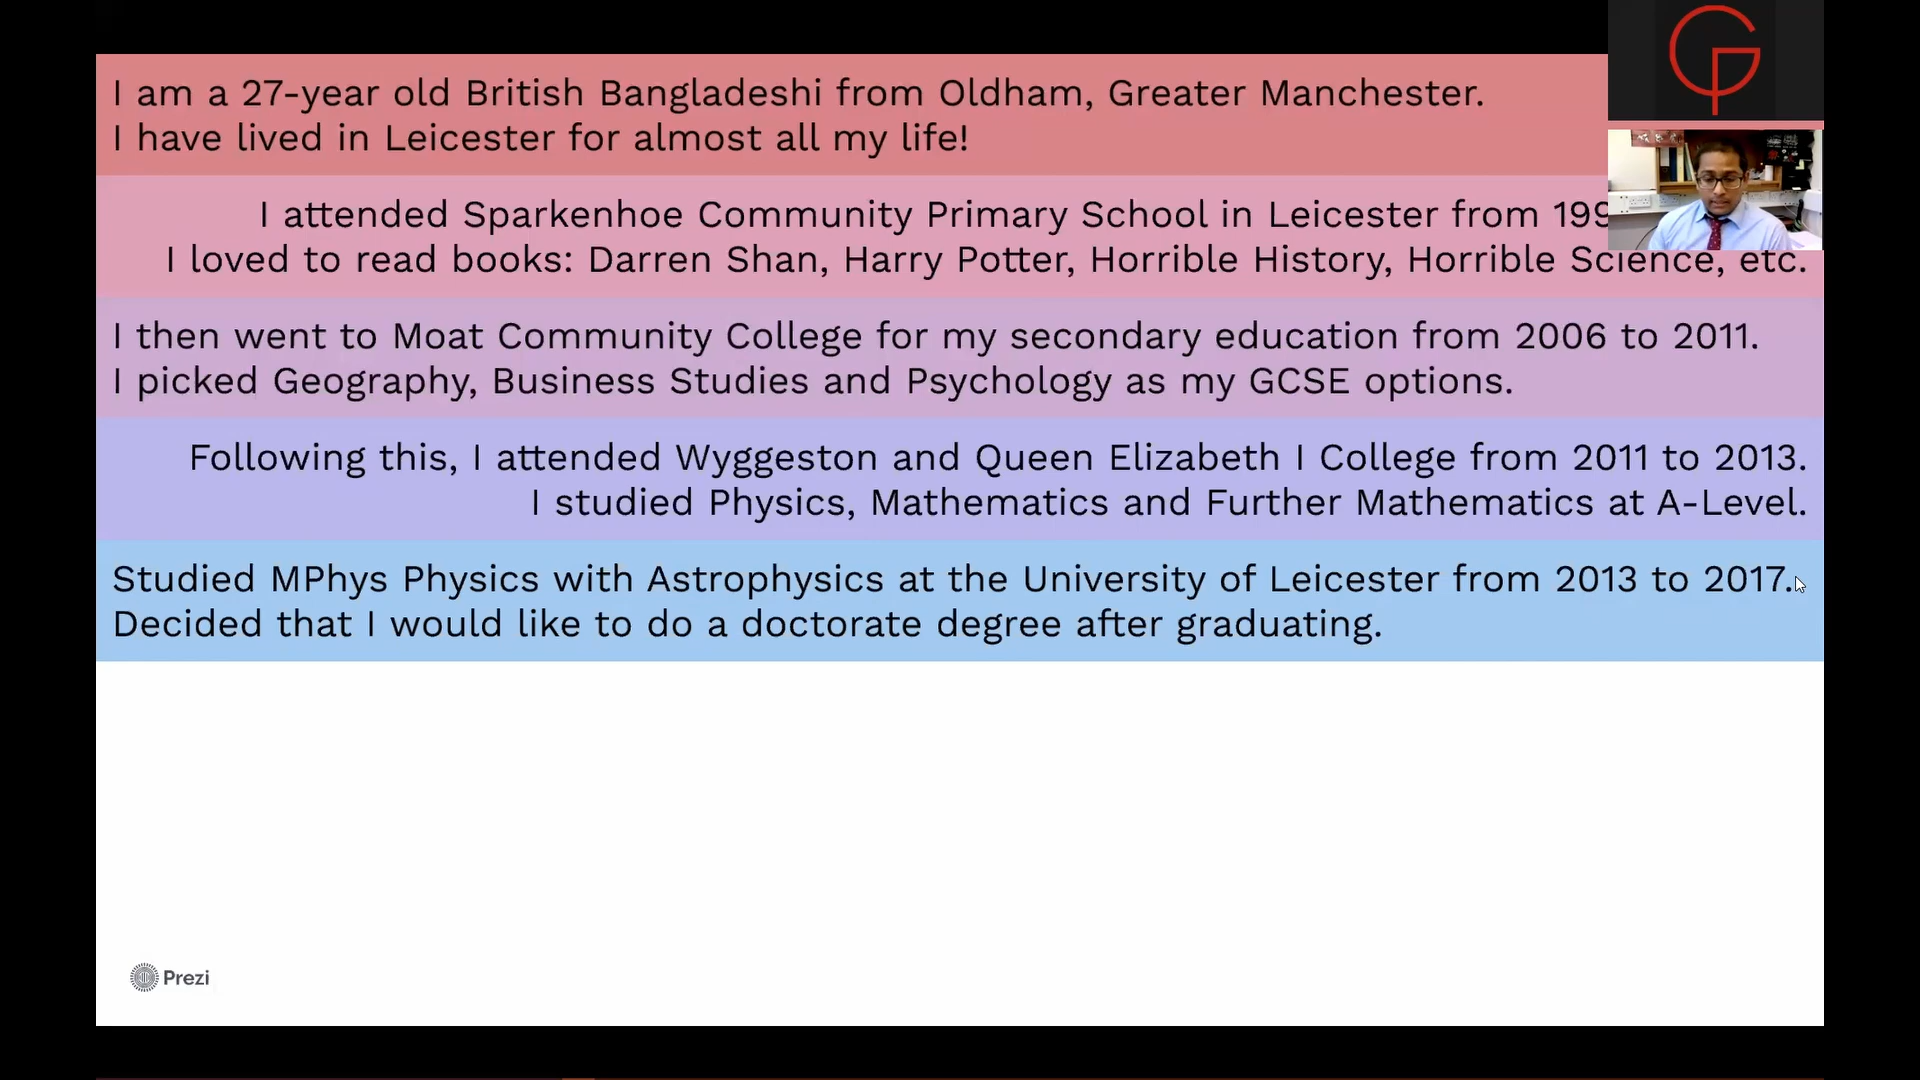 I am a 27-year old British Bangladeshi from Oldham, Greater Manchester.
I have lived in Leicester for almost all my life!
I attended Sparkenhoe Community Primary School in Leicester from
I loved to read books: Darren Shan, Harry Potter, Horrible History, Horrible Science, etc.
I then went to Moat Community College for my secondary education from 2006 to 2011.
I picked Geography, Business Studies and Psychology as my GCSE options.
Following this, I attended Wyggeston and Queen Elizabeth I College from 2011 to 2013.
I studied Physics, Mathematics and Further Mathematics at A-Level.
Studied MPhys Physics with Astrophysics at the University of Leicester from 2013 to 2017.
Decided that I would like to do a doctorate degree after graduating.
Prezi